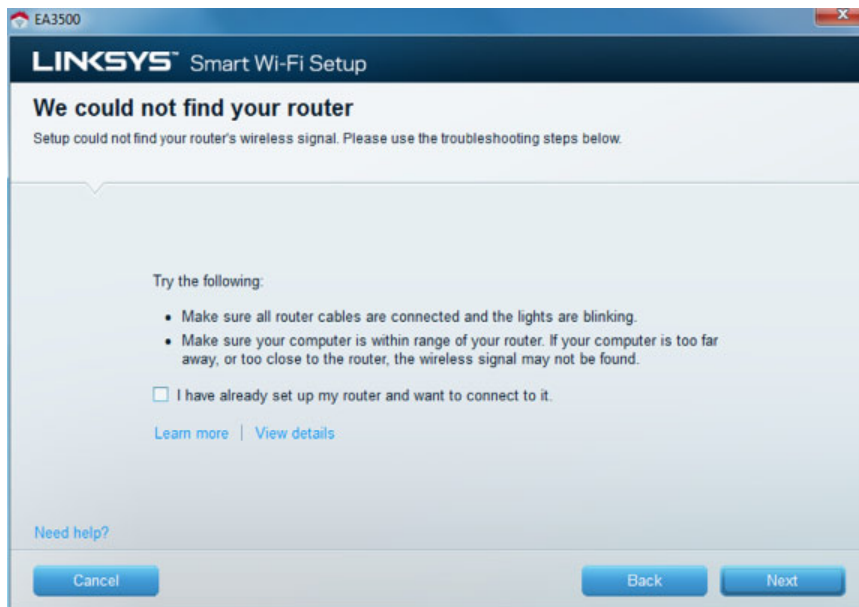 EA3500
LINKSYS™ Smart Wi-Fi Setup
We could not find your router
Setup could not find your router's wireless signal. Please use the troubleshooting steps below.
Try the following:
• Make sure all router cables are connected and the lights are blinking.
• Make sure your computer is within range of your router. If your computer is too far
away, or too close to the router, the wireless signal may not be found.
I have already set up my router and want to connect to it.
Learn more | View details
Need help?
Cancel
Back
Next